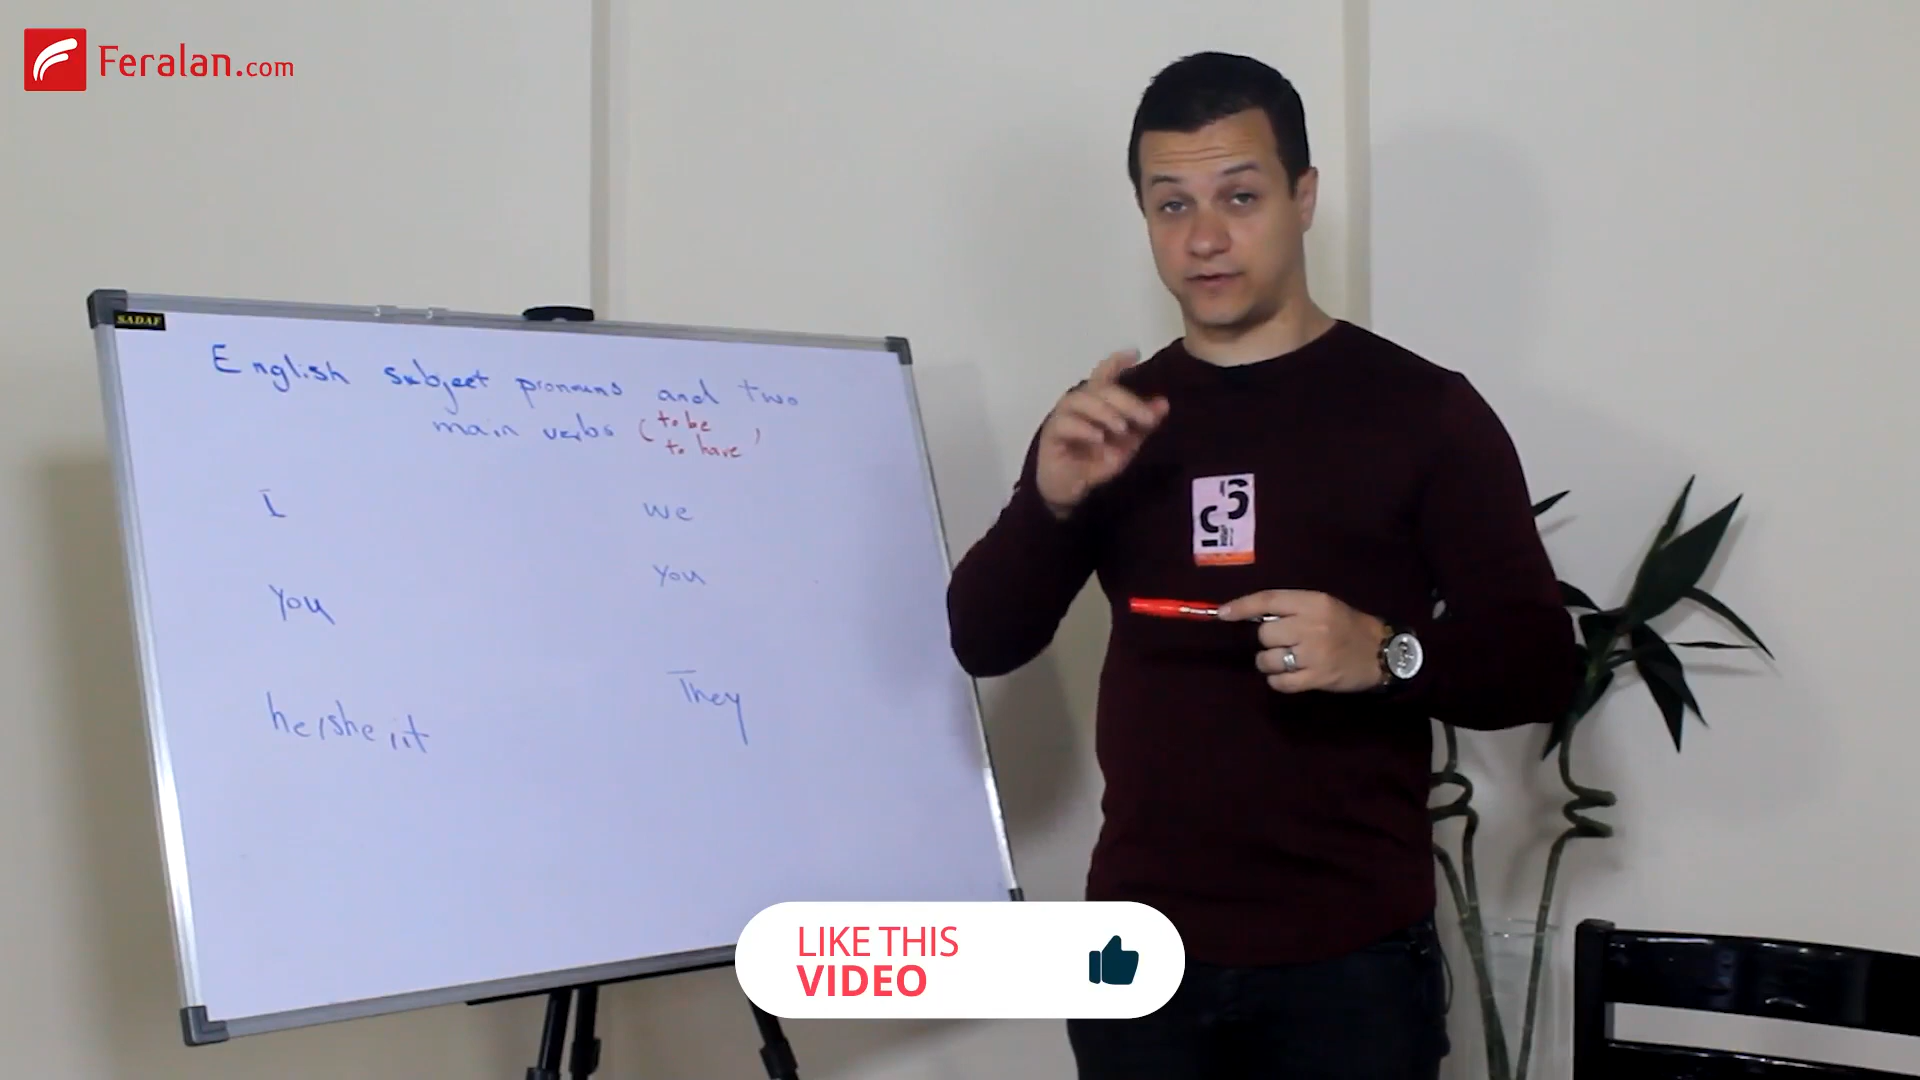 Feralan.com
SADAF
English subject pronouns and two
main verbs ( to be
to have )
I
we
you
you
he/she/it
They
LIKE THIS
VIDEO